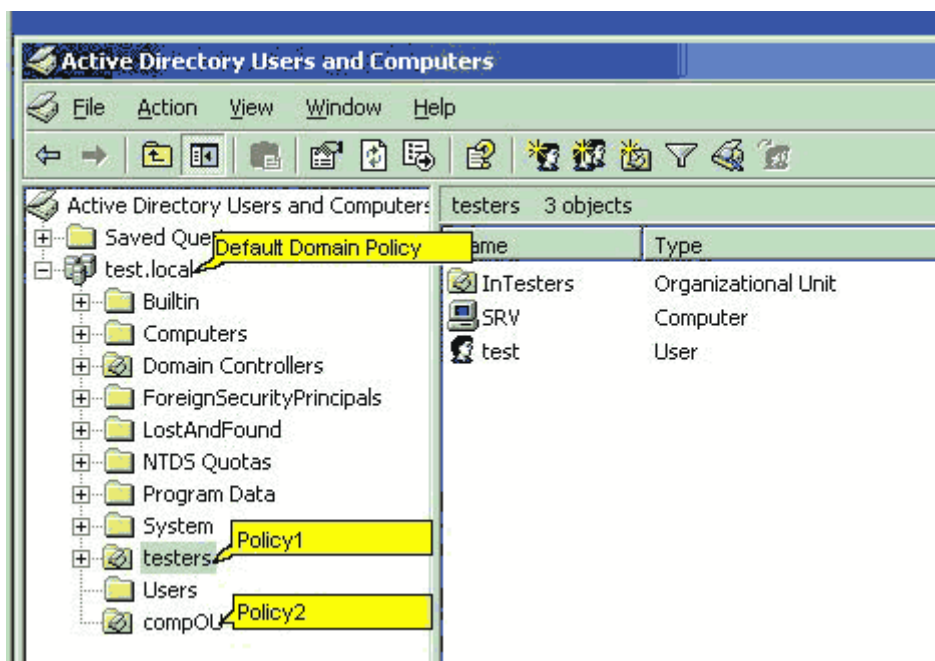 Active Directory Users and Computers
File Action View Window Help
Active Directory Users and Computers
testers 3 objects
Saved Que
Default Domain Policy
ame
Type
test.local
Builtin
Computers
Domain Controllers
ForeignSecurityPrincipals
LostAndFound
NTDS Quotas
Program Data
System
Policy1
testers
Users
Policy2
compOU
InTesters Organizational Unit
SRV Computer
test User